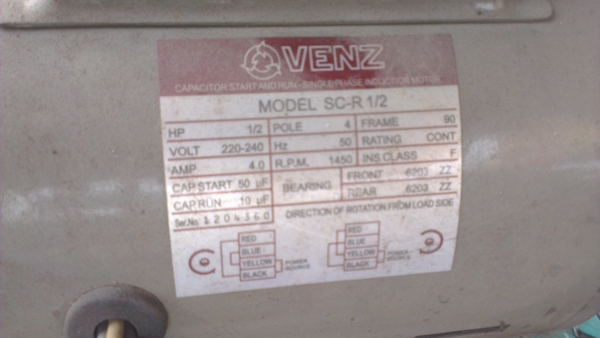 VENZ
CAPACITOR START AND RUN - SINGLE PHASE INDUCTION MOTOR
MODEL SC-R 1/2
HP 1/2 POLE 4 FRAME 90
VOLT 220-240 Hz 50 RATING CONT
AMP. 4.0 R.P.M. 1450 INS CLASS F
CAP.START 50 µF BEARING FRONT 6203 ZZ
CAP.RUN 10 µF REAR 6203 ZZ
Ser.No. 1204360 DIRECTION OF ROTATION FROM LOAD SIDE
RED RED
BLUE BLUE
YELLOW POWER SOURCE YELLOW POWER SOURCE
BLACK BLACK